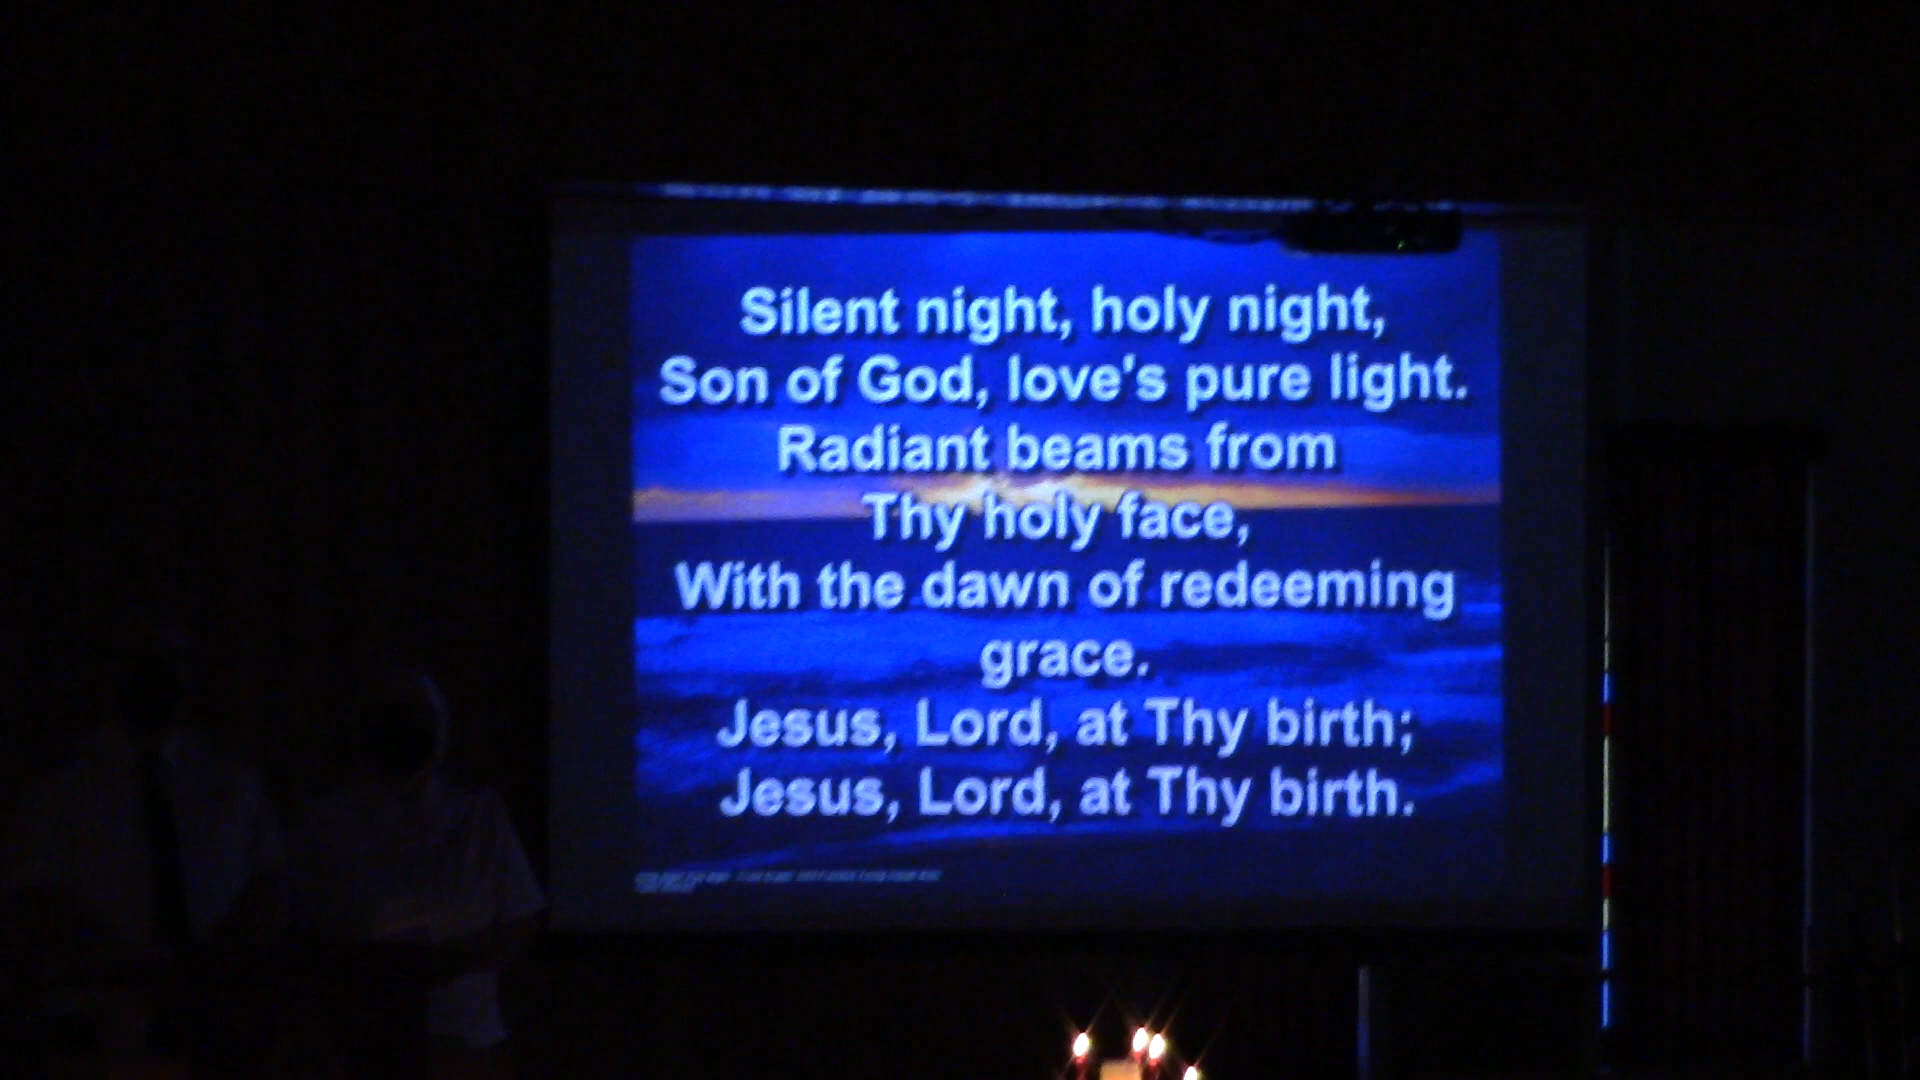 Silent night, holy night,
Son of God, love's pure light.
Radiant beams from
Thy holy face,
With the dawn of redeeming
grace.
Jesus, Lord, at Thy birth;
Jesus, Lord, at Thy birth.